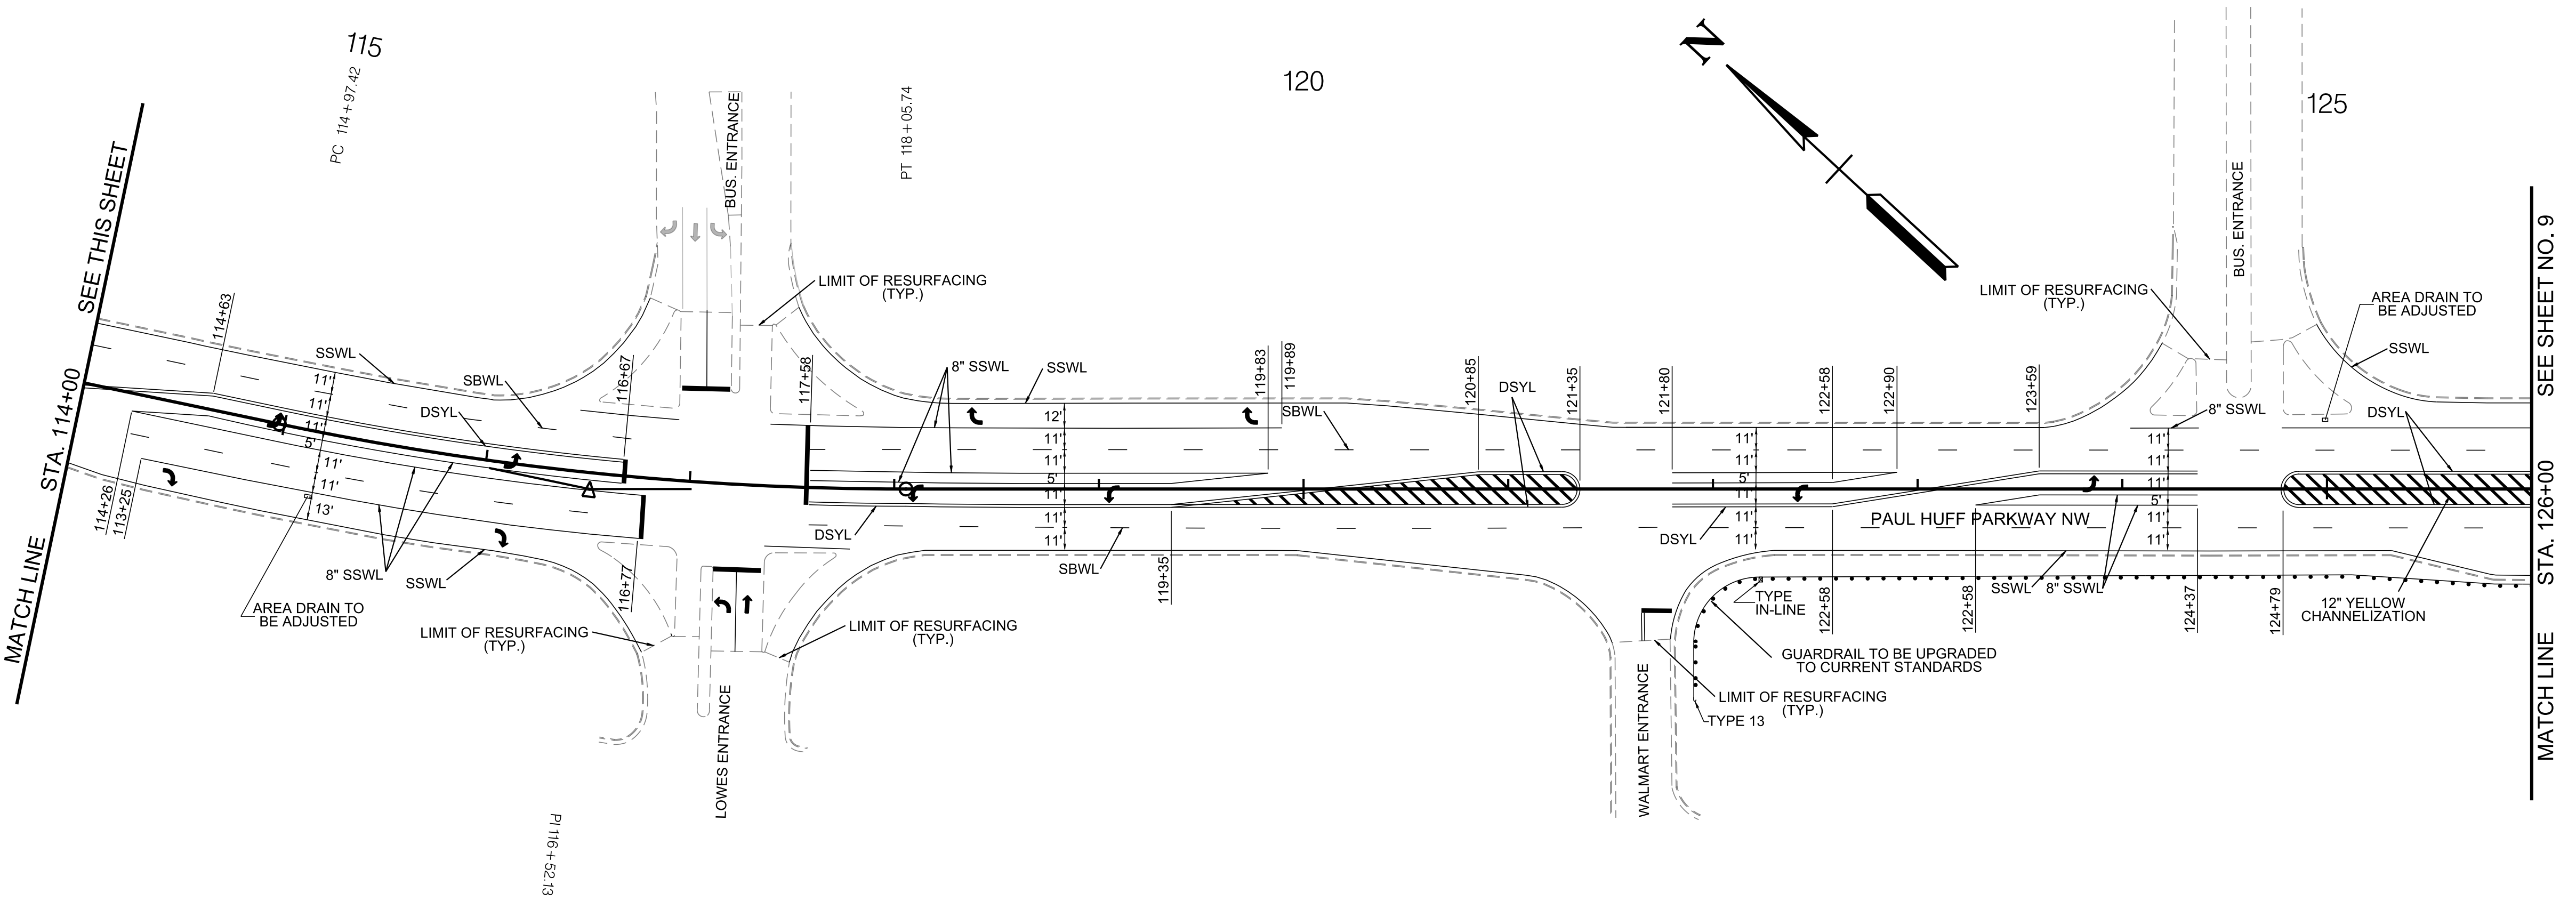 115
120
125
N
PC 114+97.42
PT 118+05.74
PI 116+52.13
MATCH LINE STA. 114+00 SEE THIS SHEET
MATCH LINE STA. 126+00 SEE SHEET NO. 9
BUS. ENTRANCE
BUS. ENTRANCE
LIMIT OF RESURFACING
(TYP.)
LIMIT OF RESURFACING
(TYP.)
AREA DRAIN TO
BE ADJUSTED
114+63
SSWL
SBWL
DSYL
116+67
117+58
8" SSWL
SSWL
119+83
119+89
SBWL
120+85
DSYL
121+35
121+80
122+58
122+90
123+59
8" SSWL
DSYL
SSWL
11'
11'
11'
5'
11'
11'
13'
12'
11'
11'
5'
11'
11'
11'
11'
11'
5'
11'
11'
11'
11'
11'
11'
5'
11'
11'
PAUL HUFF PARKWAY NW
114+26
113+25
8" SSWL
SSWL
116+77
DSYL
SBWL
119+35
DSYL
122+58
122+58
SSWL
8" SSWL
124+37
124+79
12" YELLOW
CHANNELIZATION
AREA DRAIN TO
BE ADJUSTED
LIMIT OF RESURFACING
(TYP.)
LIMIT OF RESURFACING
(TYP.)
TYPE
IN-LINE
GUARDRAIL TO BE UPGRADED
TO CURRENT STANDARDS
LIMIT OF RESURFACING
(TYP.)
TYPE 13
LOWES ENTRANCE
WALMART ENTRANCE